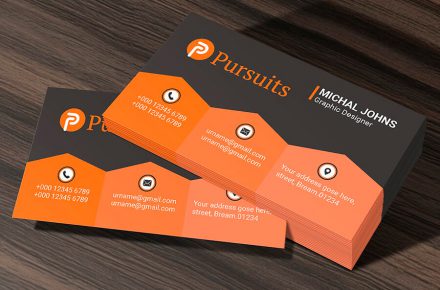 Pursuits
MICHAL JOHNS
Graphic Designer
+000 12345 6789
+000 12345 6789
urname@gmail.com
urname@gmail.com
Your address goe here,
street, Bream 01234
+000 12345 6789
+000 12345 6789
urname@gmail.com
urname@gmail.com
Your address goe here,
street, Bream.01234